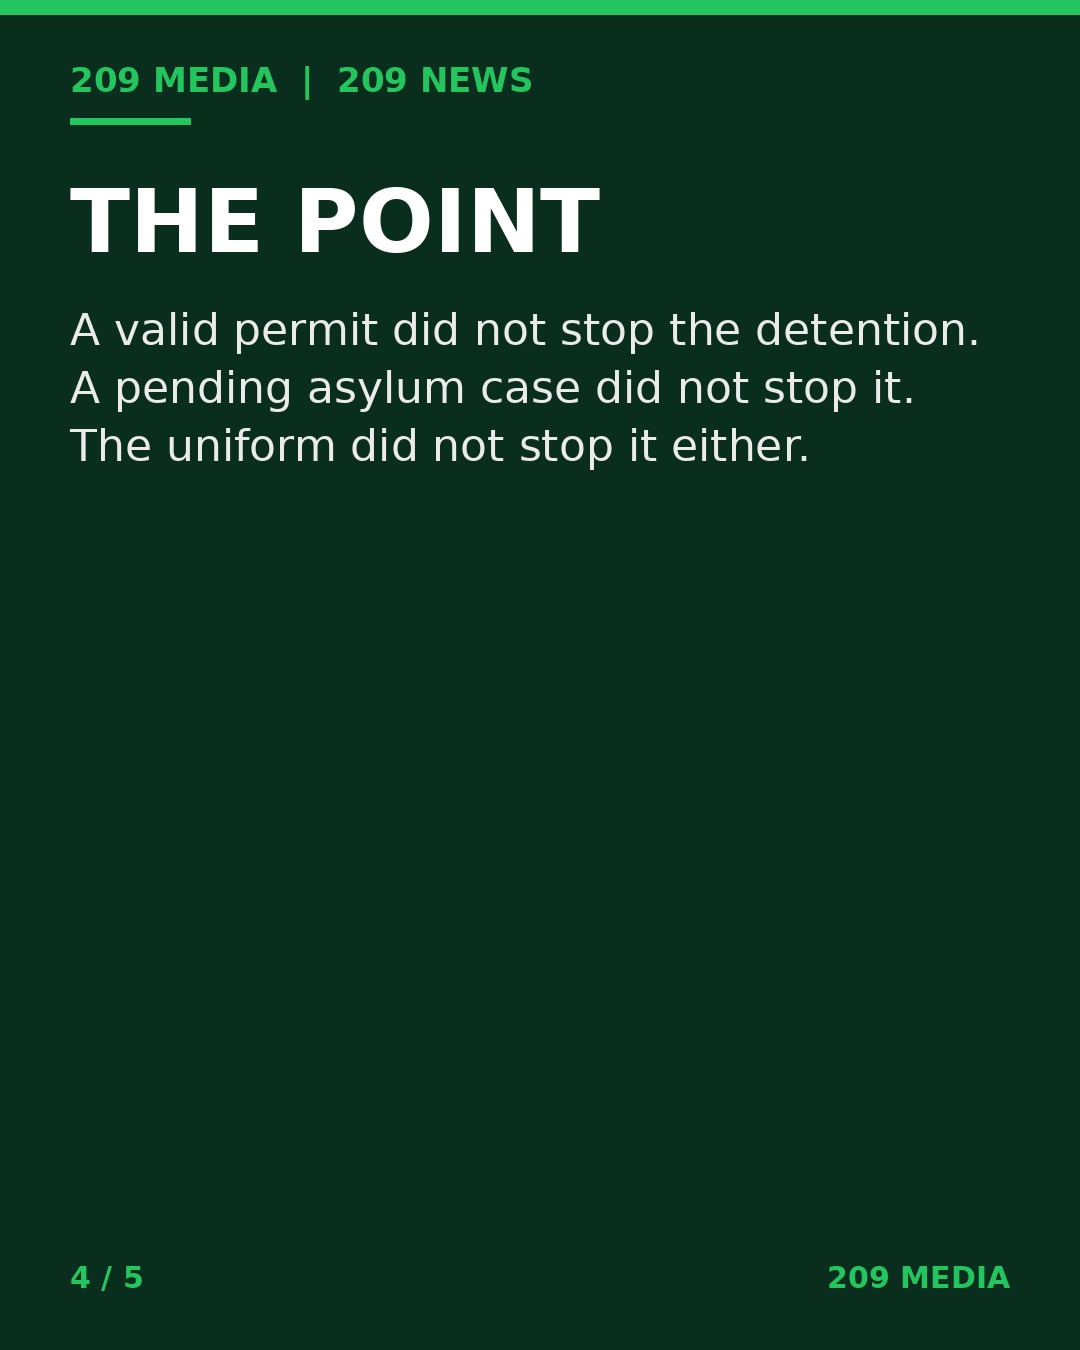 209 MEDIA | 209 NEWS
THE POINT
A valid permit did not stop the detention.
A pending asylum case did not stop it.
The uniform did not stop it either.
4 / 5
209 MEDIA